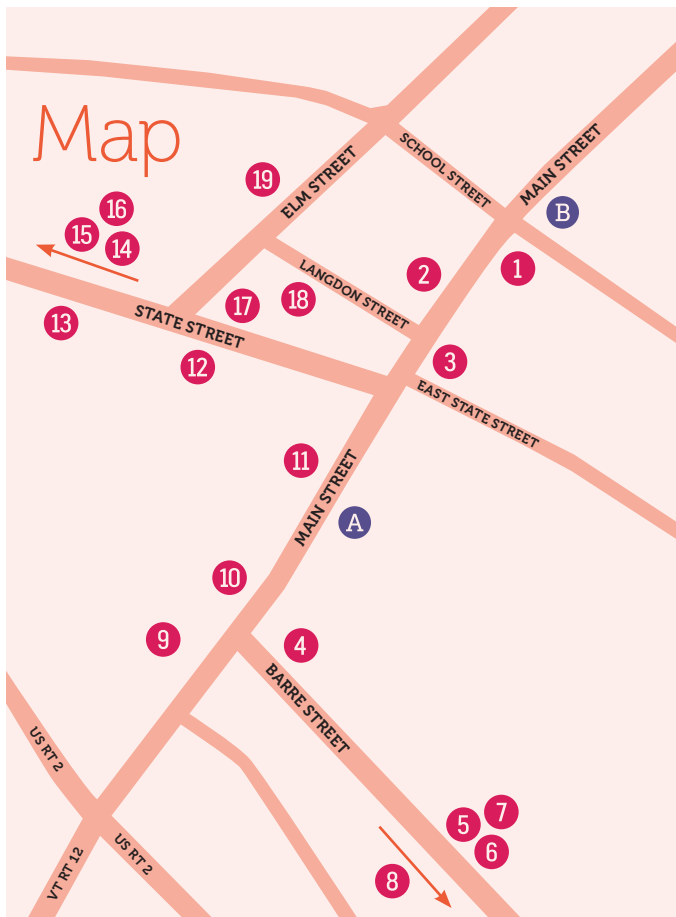 Map
SCHOOL STREET
MAIN STREET
ELM STREET
19
B
16
15
14
2
1
LANGDON STREET
17
18
13
STATE STREET
12
3
EAST STATE STREET
11
MAIN STREET
A
10
9
4
BARRE STREET
US RT 2
7
5
6
US RT 2
VT RT 12
8